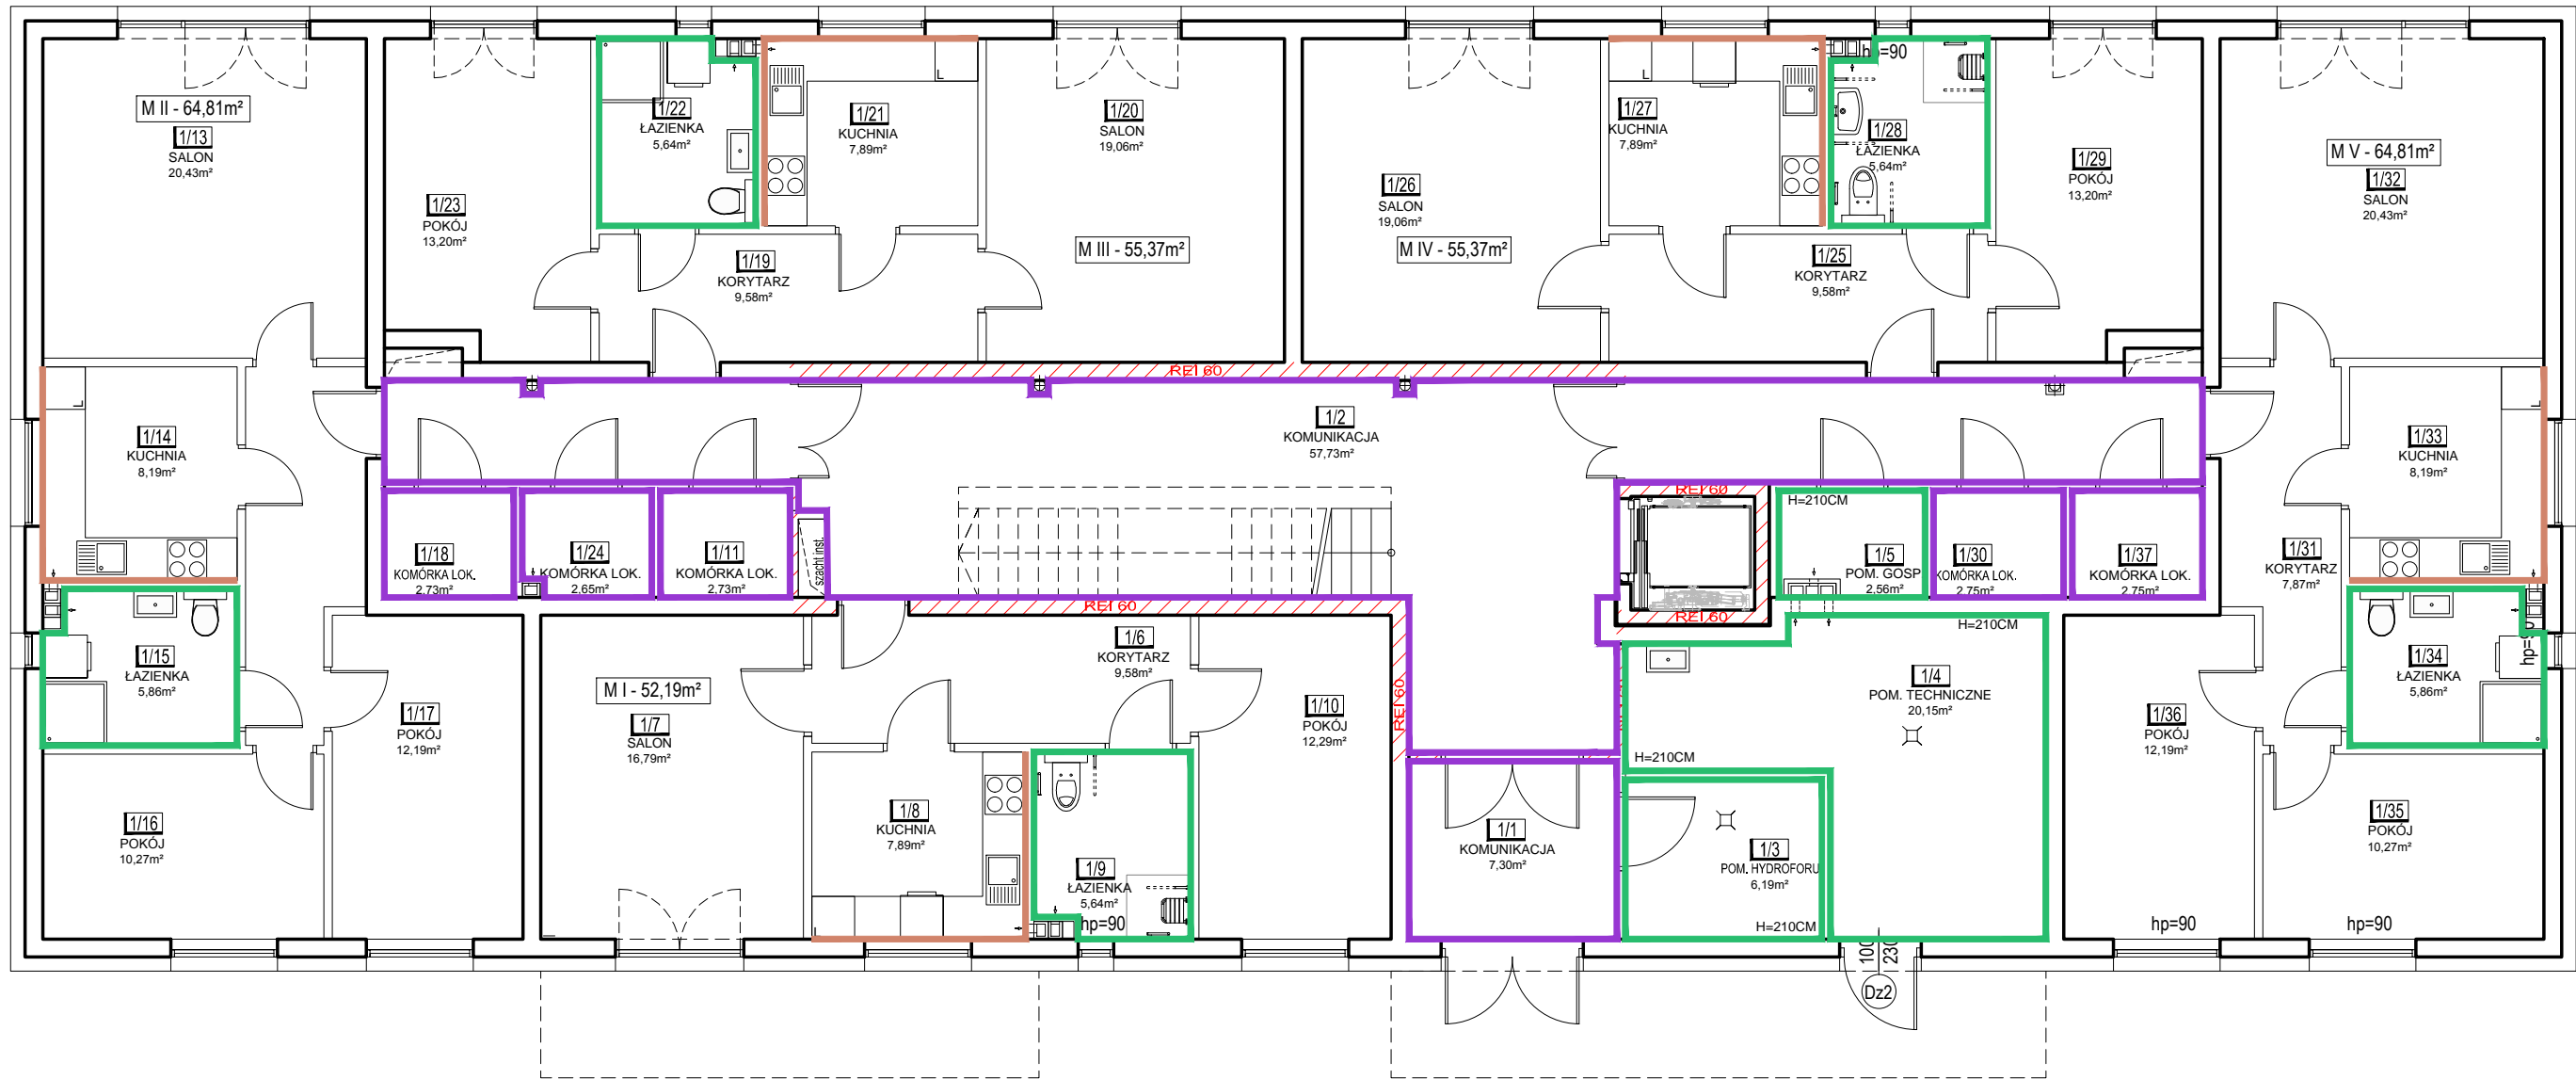 M II - 64,81m²
1/13
SALON
20,43m²
1/23
POKÓJ
13,20m²
1/22
ŁAZIENKA
5,64m²
1/21
KUCHNIA
7,89m²
L
1/20
SALON
19,06m²
M III - 55,37m²
1/19
KORYTARZ
9,58m²
1/26
SALON
19,06m²
M IV - 55,37m²
1/27
KUCHNIA
7,89m²
L
hp=90
1/28
ŁAZIENKA
5,64m²
1/25
KORYTARZ
9,58m²
1/29
POKÓJ
13,20m²
M V - 64,81m²
1/32
SALON
20,43m²
REI 60
1/2
KOMUNIKACJA
57,73m²
L
1/14
KUCHNIA
8,19m²
1/18
KOMÓRKA LOK.
2,73m²
1/24
KOMÓRKA LOK.
2,65m²
1/11
KOMÓRKA LOK.
2,73m²
szacht inst.
REI 60
REI 60
REI 60
H=210CM
1/5
POM. GOSP
2,56m²
1/30
KOMÓRKA LOK.
2,75m²
1/37
KOMÓRKA LOK.
2,75m²
1/31
KORYTARZ
7,87m²
L
1/33
KUCHNIA
8,19m²
1/15
ŁAZIENKA
5,86m²
1/17
POKÓJ
12,19m²
1/16
POKÓJ
10,27m²
M I - 52,19m²
1/7
SALON
16,79m²
1/6
KORYTARZ
9,58m²
1/8
KUCHNIA
7,89m²
1/9
ŁAZIENKA
5,64m²
hp=90
1/10
POKÓJ
12,29m²
REI 60
1/1
KOMUNIKACJA
7,30m²
H=210CM
1/4
POM. TECHNICZNE
20,15m²
H=210CM
1/3
POM. HYDROFORU
6,19m²
H=210CM
100
230
Dz2
1/36
POKÓJ
12,19m²
hp=90
1/34
ŁAZIENKA
5,86m²
1/35
POKÓJ
10,27m²
hp=90